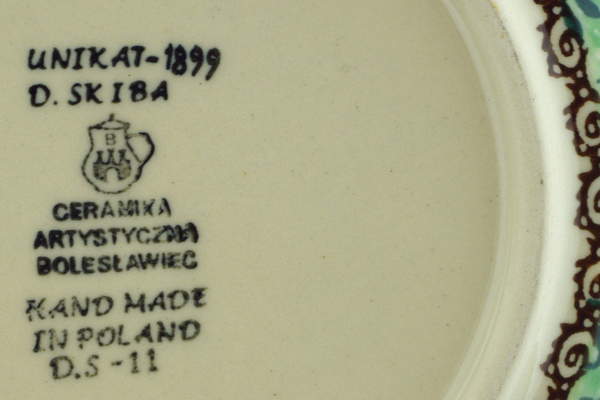 UNIKAT-1899
D. SKIBA
B
CERAMIKA
ARTYSTYCZNA
BOLESŁAWIEC
HAND MADE
IN POLAND
D.S -11